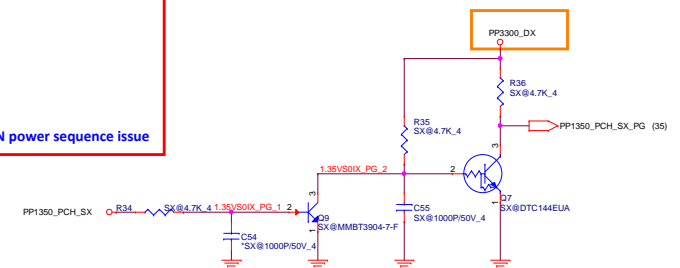 PP3300_DX
R36
SX@4.7K_4
PP1350_PCH_SX_PG (35)
R35
SX@4.7K_4
N power sequence issue
3
1.35VS0IX_PG_2
2
3
PP1350_PCH_SX
R34
SX@4.7K_4
1.35VS0IX_PG_1
2
Q9
SX@MMBT3904-7-F
1
C55
SX@1000P/50V_4
Q7
SX@DTC144EUA
1
C54
*SX@1000P/50V_4